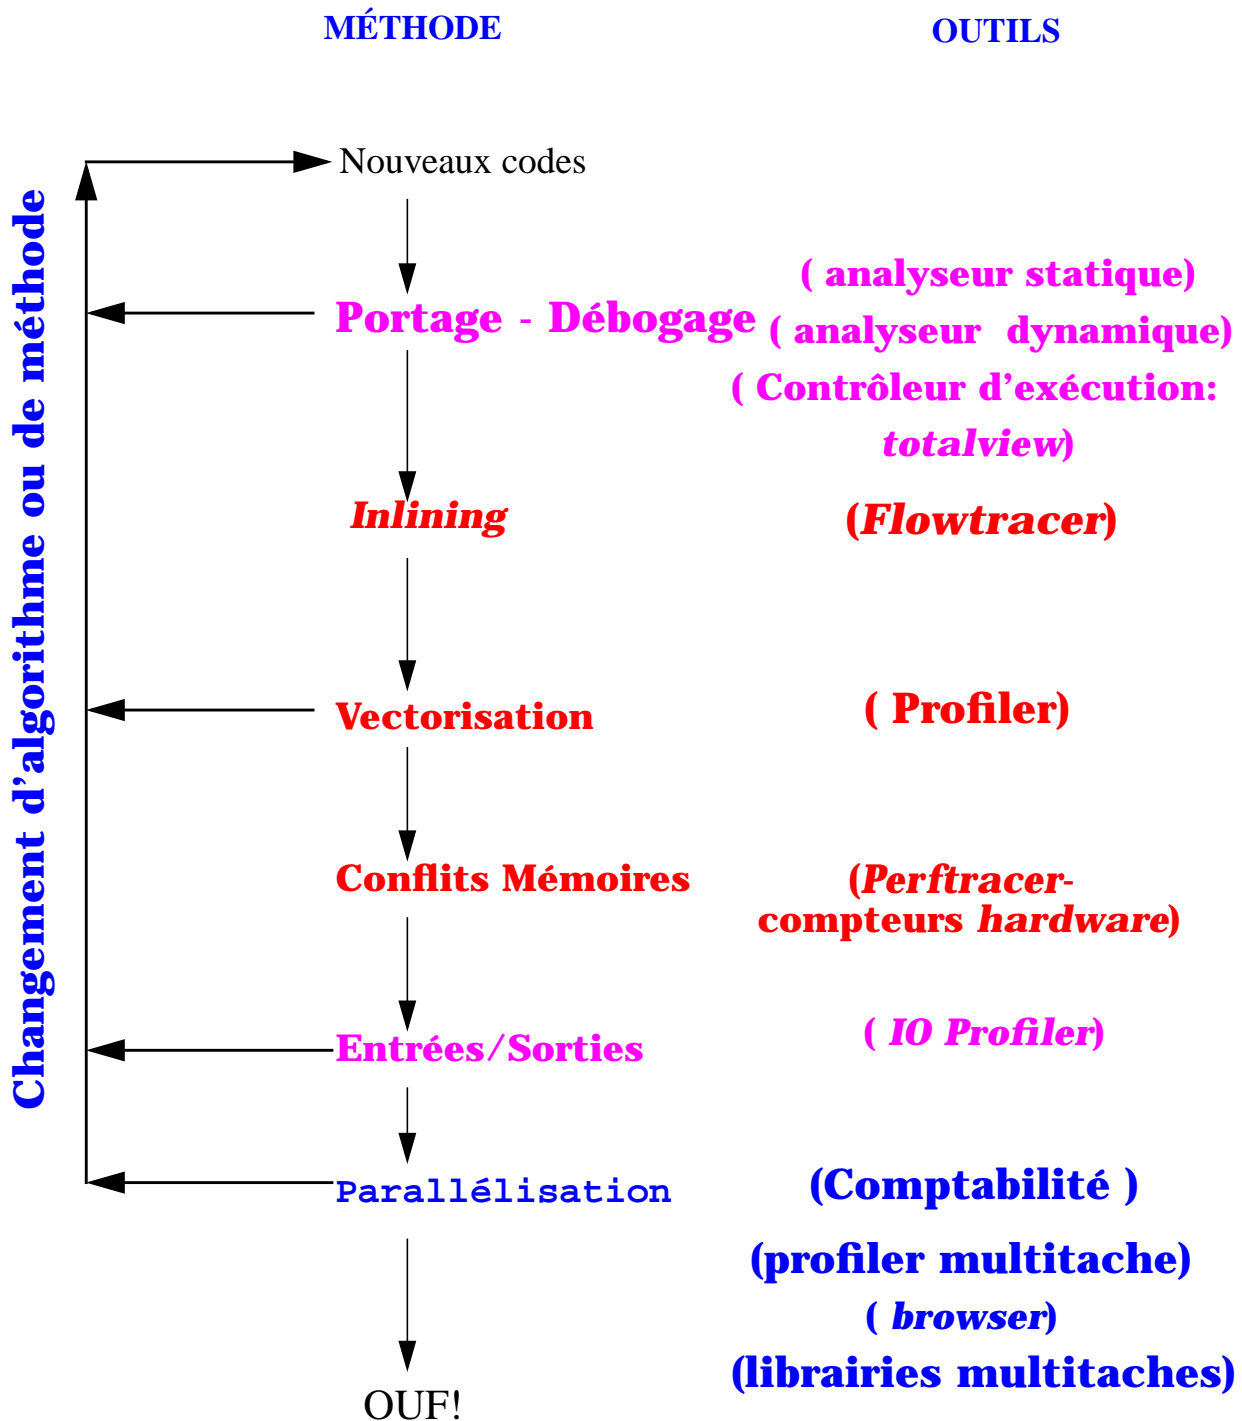 MÉTHODE
OUTILS
Changement d'algorithme ou de méthode
Nouveaux codes
( analyseur statique)
Portage - Débogage
( analyseur dynamique)
( Contrôleur d'exécution:
totalview)
Inlining
(Flowtracer)
Vectorisation
( Profiler)
Conflits Mémoires
(Perftracer-
compteurs hardware)
Entrées/Sorties
( IO Profiler)
Parallélisation
(Comptabilité )
(profiler multitache)
( browser)
(librairies multitaches)
OUF!